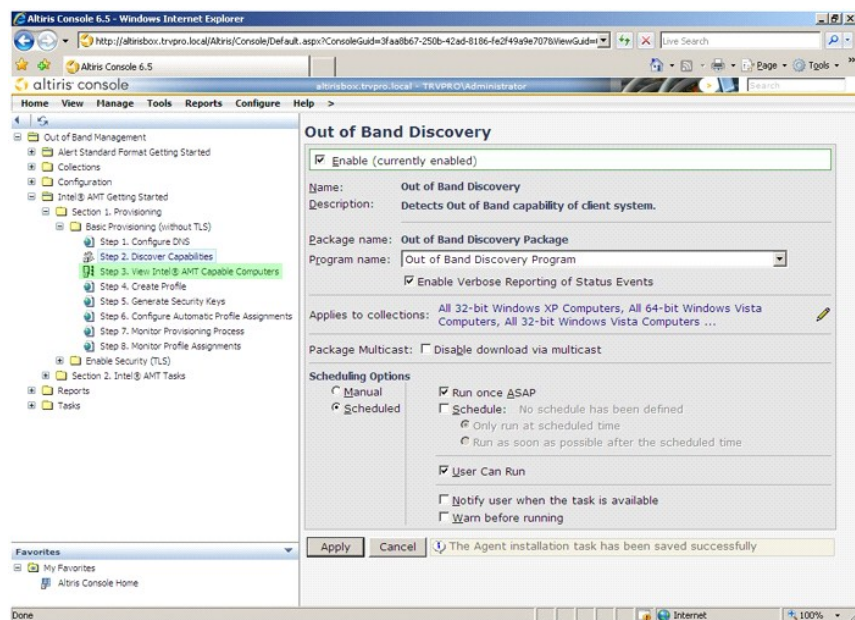 Altiris Console 6.5 - Windows Internet Explorer
http://altirisbox.trvpro.local/Altiris/Console/Default.aspx?ConsoleGuid=3faa8b67-250b-42ad-8186-fe2f49a9e707&ViewGuid=
Live Search
Altiris Console 6.5
Page
Tools
altiris console
altirisbox.trvpro.local - TRVPRO\Administrator
Search
Home View Manage Tools Reports Configure Help >
Out of Band Management
Alert Standard Format Getting Started
Collections
Configuration
Intel® AMT Getting Started
Section 1. Provisioning
Basic Provisioning (without TLS)
Step 1. Configure DNS
Step 2. Discover Capabilities
Step 3. View Intel® AMT Capable Computers
Step 4. Create Profile
Step 5. Generate Security Keys
Step 6. Configure Automatic Profile Assignments
Step 7. Monitor Provisioning Process
Step 8. Monitor Profile Assignments
Enable Security (TLS)
Section 2. Intel® AMT Tasks
Reports
Tasks
Favorites
My Favorites
Altiris Console Home
Out of Band Discovery
Enable (currently enabled)
Name: Out of Band Discovery
Description: Detects Out of Band capability of client system.
Package name: Out of Band Discovery Package
Program name: Out of Band Discovery Program
Enable Verbose Reporting of Status Events
Applies to collections: All 32-bit Windows XP Computers, All 64-bit Windows Vista
Computers, All 32-bit Windows Vista Computers ...
Package Multicast: Disable download via multicast
Scheduling Options
Manual
Scheduled
Run once ASAP
Schedule: No schedule has been defined
Only run at scheduled time
Run as soon as possible after the scheduled time
User Can Run
Notify user when the task is available
Warn before running
Apply Cancel The Agent installation task has been saved successfully
Done
Internet
100%